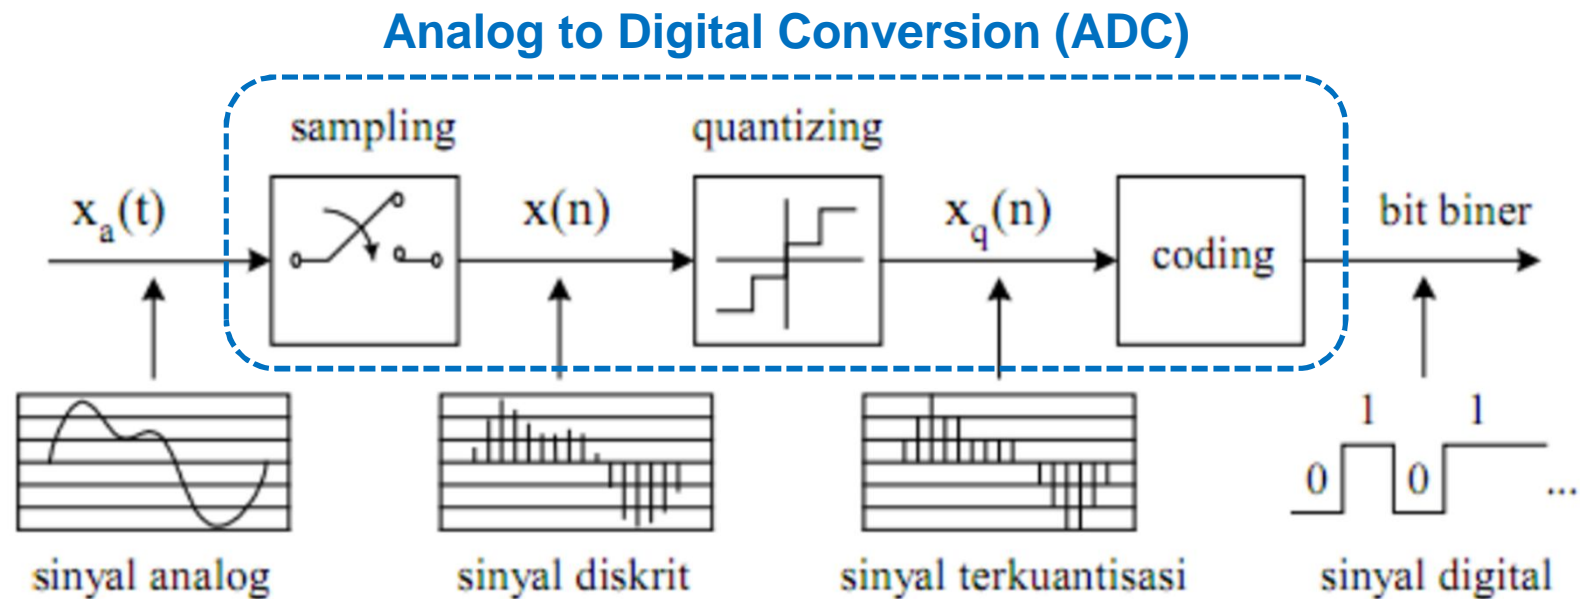 Analog to Digital Conversion (ADC)
sampling
quantizing
xa(t)
x(n)
xq(n)
coding
bit biner
1 1
0 0 ...
sinyal analog
sinyal diskrit
sinyal terkuantisasi
sinyal digital